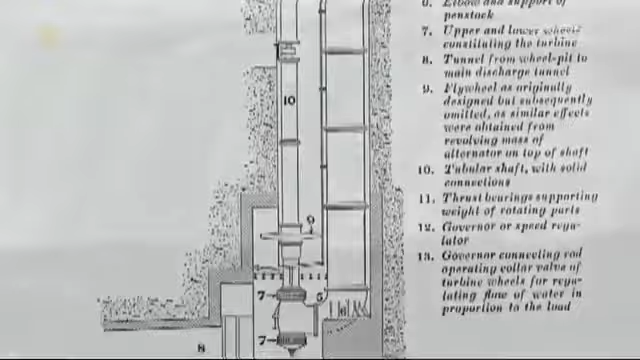 6. Elbow and support of
penstock
7. Upper and lower wheels
constituting the turbine
8. Tunnel from wheel-pit to
main discharge tunnel
9. Flywheel as originally
designed but subsequently
omitted, as similar effects
were obtained from
revolving mass of
alternator on top of shaft
10. Tubular shaft, with solid
connections
11. Thrust bearings supporting
weight of rotating parts
12. Governor or speed regu-
lator
13. Governor connecting rod
operating collar valve of
turbine wheels for regu-
lating flow of water in
proportion to the load
10
9
7
5
6
7
8